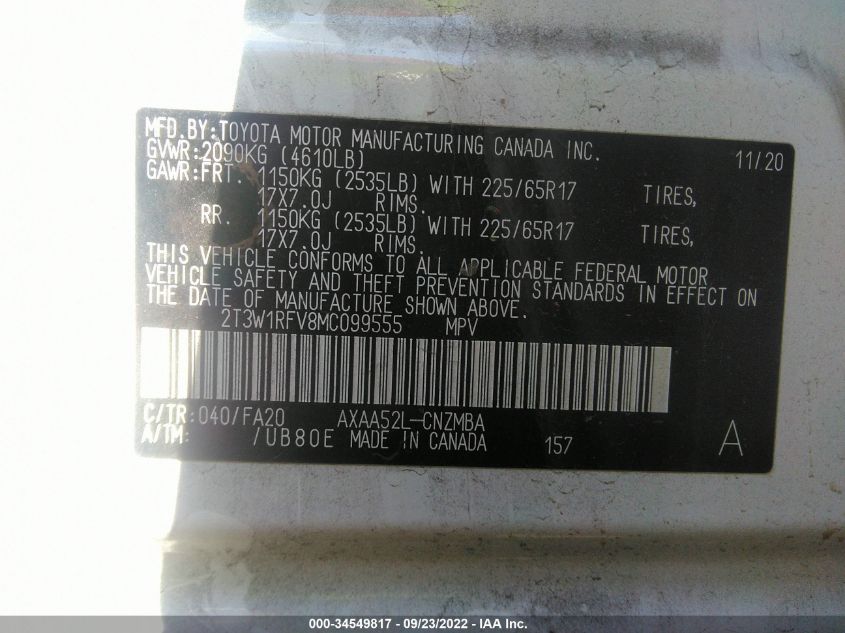 MFD.BY:TOYOTA MOTOR MANUFACTURING CANADA INC. 11/20
GVWR:2090KG (4610LB)
GAWR:FRT. 1150KG (2535LB) WITH 225/65R17 TIRES,
17X7.0J RIMS.
RR. 1150KG (2535LB) WITH 225/65R17 TIRES,
17X7.0J RIMS.
THIS VEHICLE CONFORMS TO ALL APPLICABLE FEDERAL MOTOR
VEHICLE SAFETY AND THEFT PREVENTION STANDARDS IN EFFECT ON
THE DATE OF MANUFACTURE SHOWN ABOVE.
2T3W1RFV8MC099555 MPV
C/TR:040/FA20 AXAA52L-CNZMBA
A/TM: /UB80E MADE IN CANADA 157 A
000-34549817 - 09/23/2022 - IAA Inc.